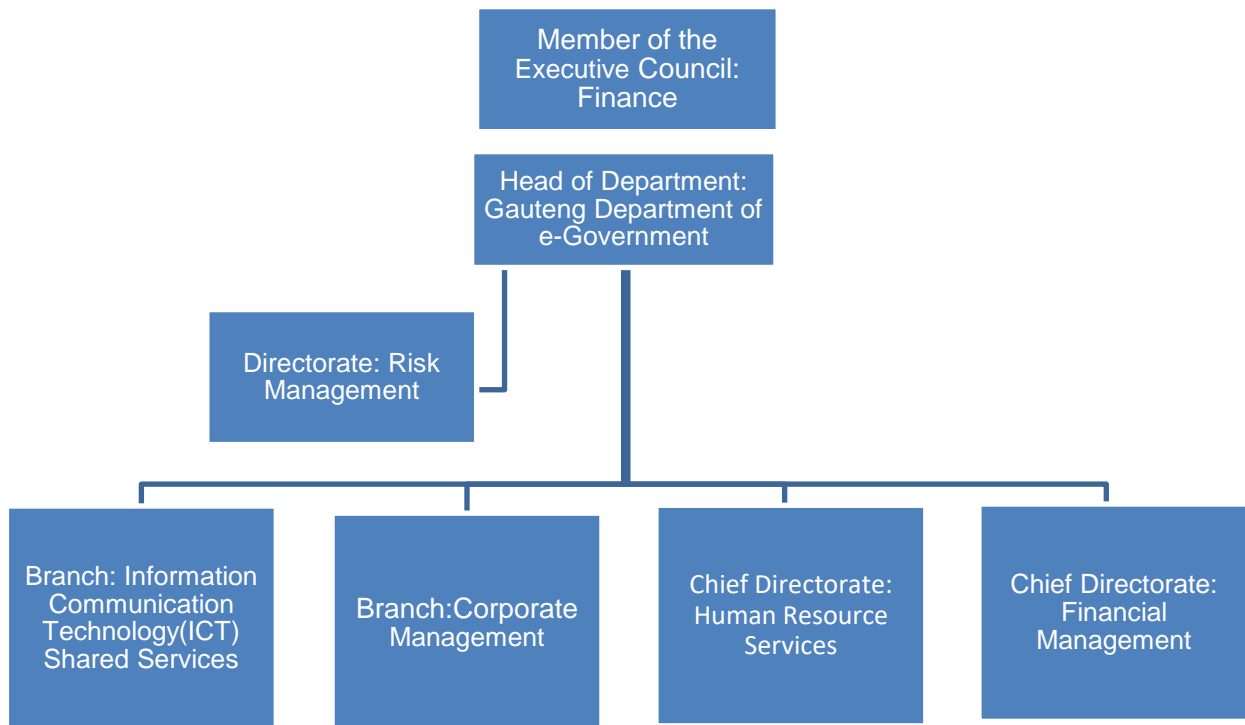 Member of the
Executive Council:
Finance
Head of Department:
Gauteng Department of
e-Government
Directorate: Risk
Management
Branch: Information
Communication
Technology(ICT)
Shared Services
Branch:Corporate
Management
Chief Directorate:
Human Resource
Services
Chief Directorate:
Financial
Management